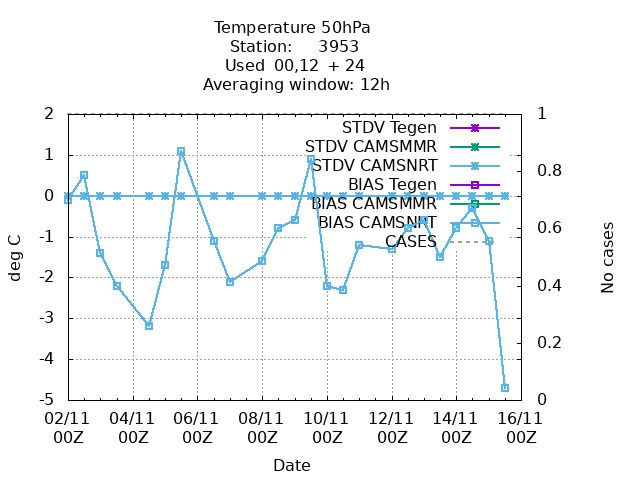 Temperature 50hPa
Station: 3953
Used 00,12 + 24
Averaging window: 12h
2
1
0
-1
-2
-3
-4
-5
deg C
1
0.8
0.6
0.4
0.2
0
No cases
STDV Tegen
STDV CAMSMMR
STDV CAMSNRT
BIAS Tegen
BIAS CAMSMMR
BIAS CAMSNRT
CASES
02/11 04/11 06/11 08/11 10/11 12/11 14/11 16/11
00Z 00Z 00Z 00Z 00Z 00Z 00Z 00Z
Date